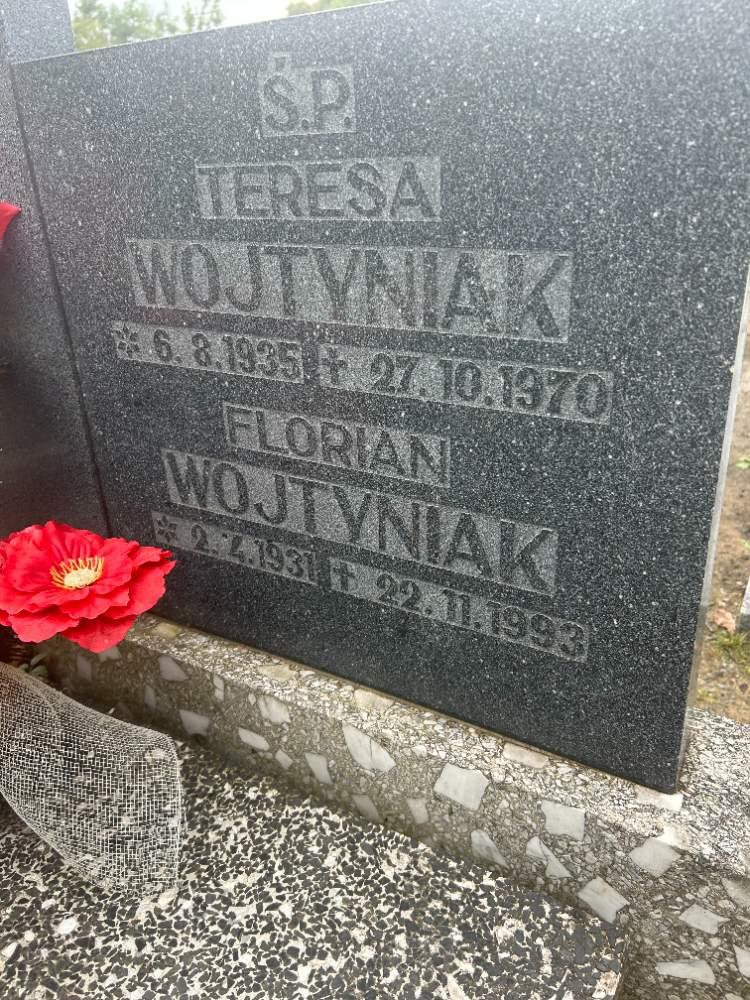 Ś.P.
TERESA
WOJTYNIAK
* 6.8.1935 ✝ 27.10.1970
FLORIAN
WOJTYNIAK
* 2.4.1931 ✝ 22.11.1993